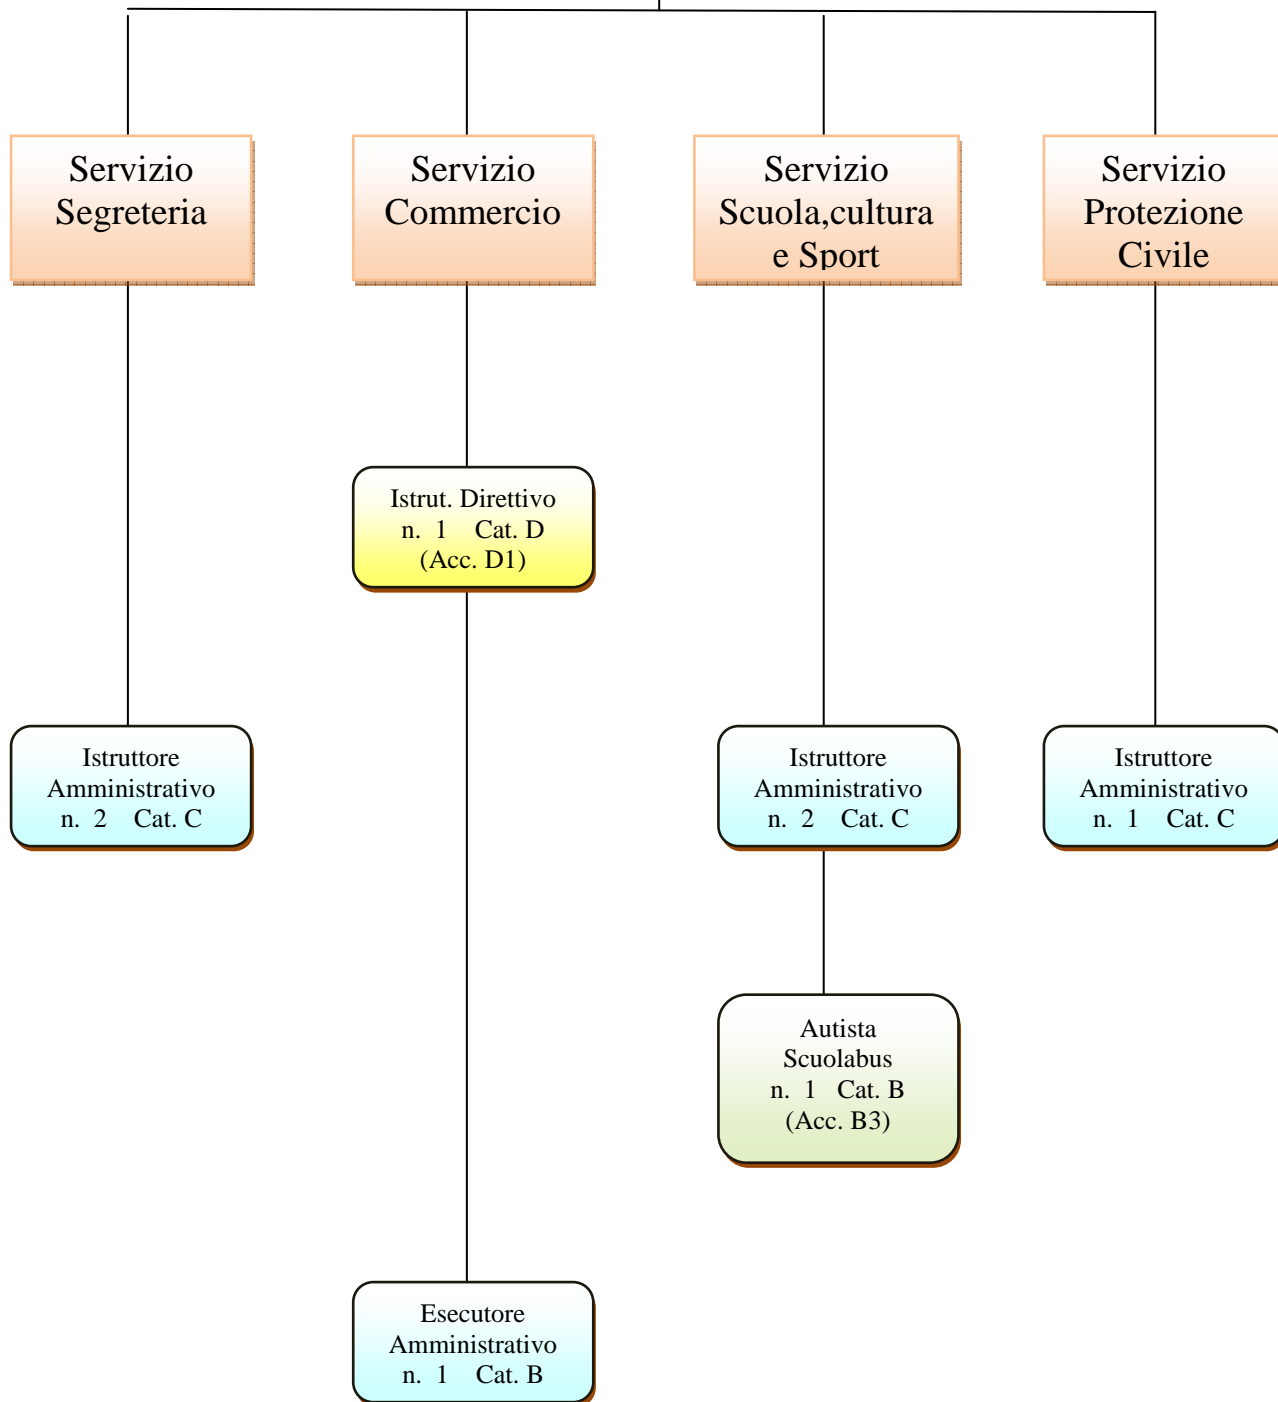 Servizio
Segreteria
Servizio
Commercio
Servizio
Scuola,cultura
e Sport
Servizio
Protezione
Civile
Istrut. Direttivo
n. 1 Cat. D
(Acc. D1)
Istruttore
Amministrativo
n. 2 Cat. C
Istruttore
Amministrativo
n. 2 Cat. C
Istruttore
Amministrativo
n. 1 Cat. C
Autista
Scuolabus
n. 1 Cat. B
(Acc. B3)
Esecutore
Amministrativo
n. 1 Cat. B